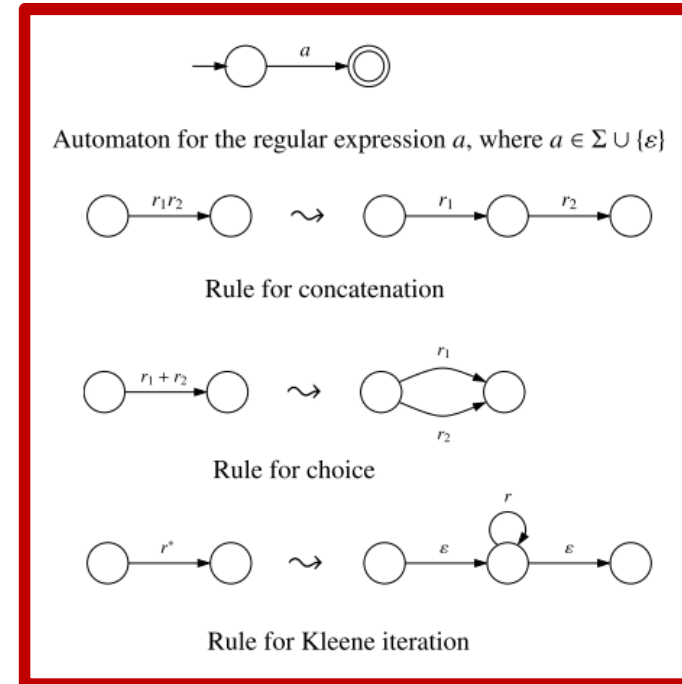 a
Automaton for the regular expression a, where a ∈ Σ ∪ {ε}
r₁r₂ ⇝ r₁ r₂
Rule for concatenation
r₁ + r₂ ⇝ r₁
r₂
Rule for choice
r
r* ⇝ ε ε
Rule for Kleene iteration